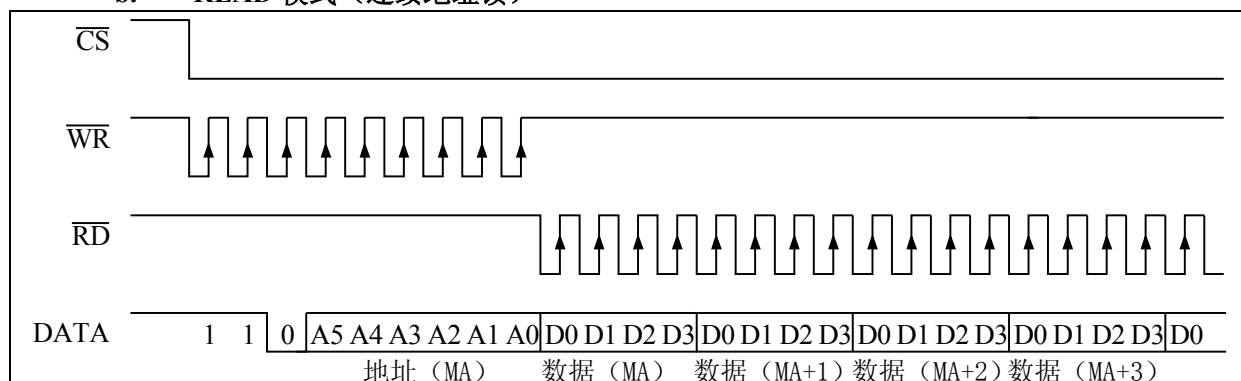 READ 模式（连续地址读）
CS
WR
RD
DATA 1 1 0 A5 A4 A3 A2 A1 A0 D0 D1 D2 D3 D0 D1 D2 D3 D0 D1 D2 D3 D0 D1 D2 D3 D0
地址（MA） 数据（MA） 数据（MA+1）数据（MA+2）数据（MA+3）